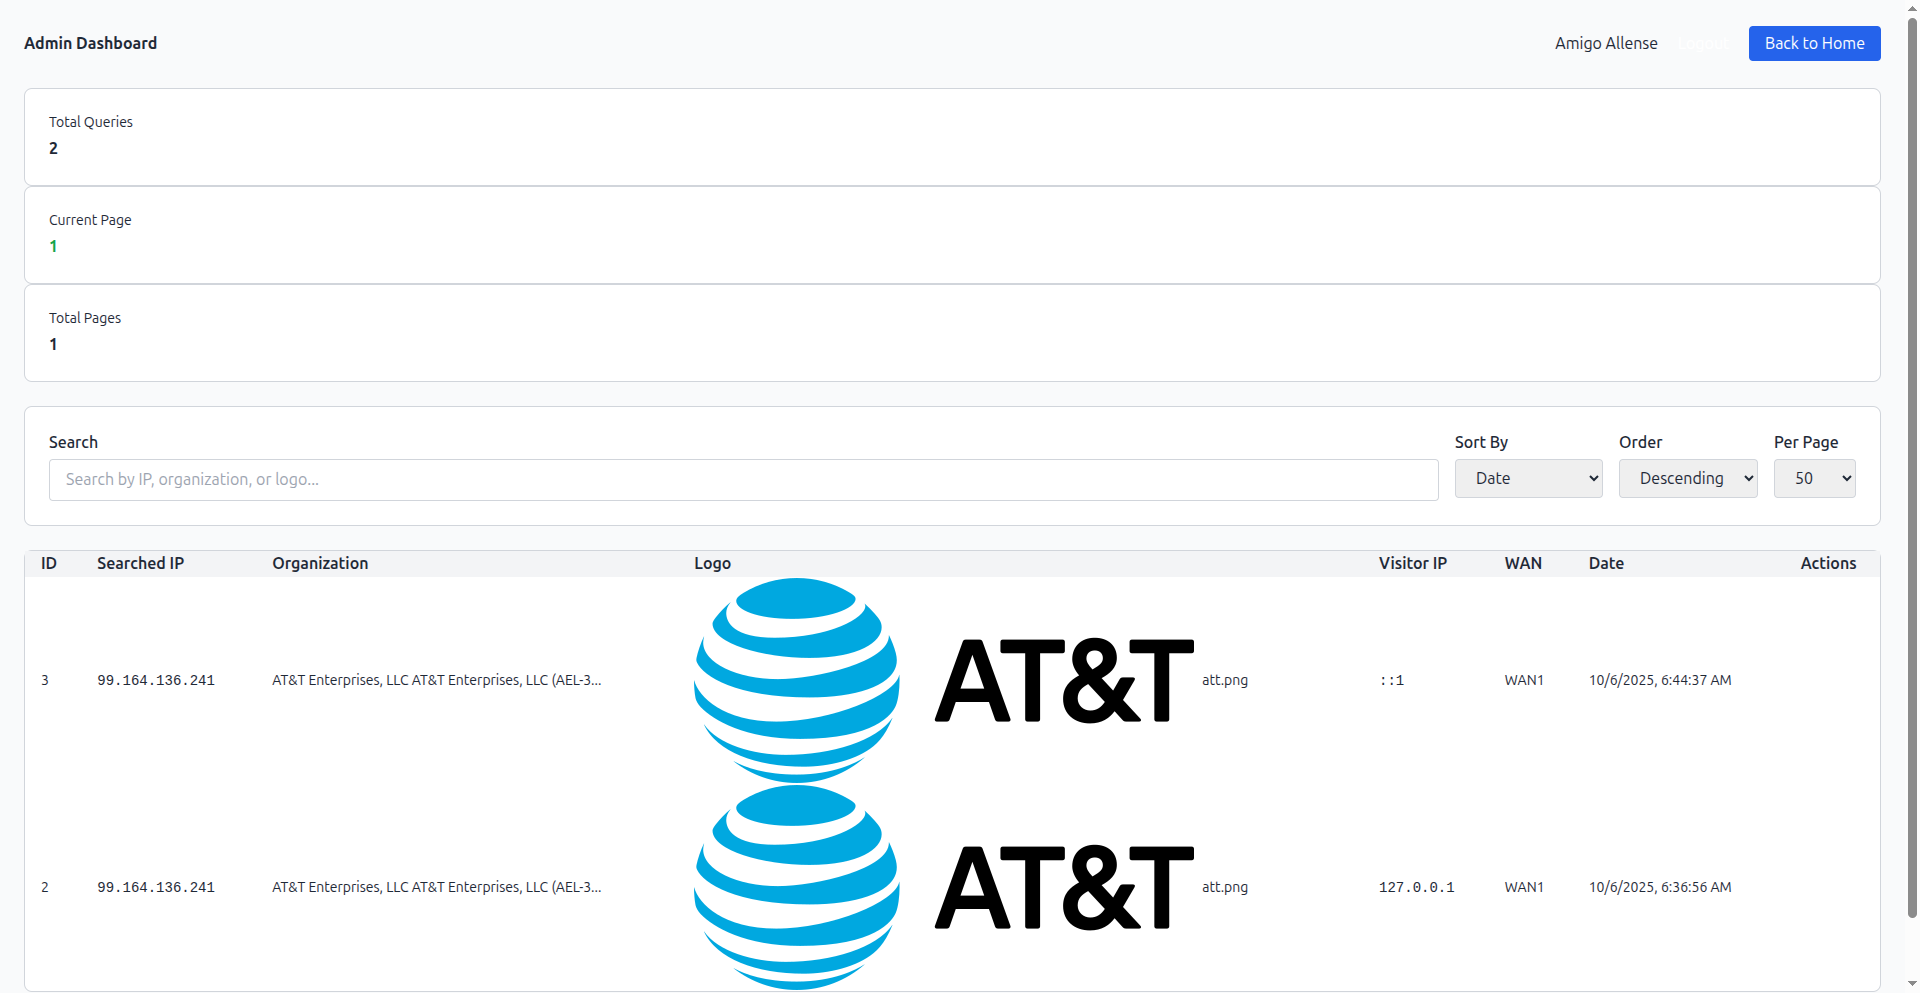 Admin Dashboard
Amigo Allense
Logout
Back to Home
Total Queries
2
Current Page
1
Total Pages
1
Search
Search by IP, organization, or logo...
Sort By
Date
Order
Descending
Per Page
50
ID Searched IP Organization Logo Visitor IP WAN Date Actions
3 99.164.136.241 AT&T Enterprises, LLC AT&T Enterprises, LLC (AEL-3... AT&T att.png ::1 WAN1 10/6/2025, 6:44:37 AM
2 99.164.136.241 AT&T Enterprises, LLC AT&T Enterprises, LLC (AEL-3... AT&T att.png 127.0.0.1 WAN1 10/6/2025, 6:36:56 AM